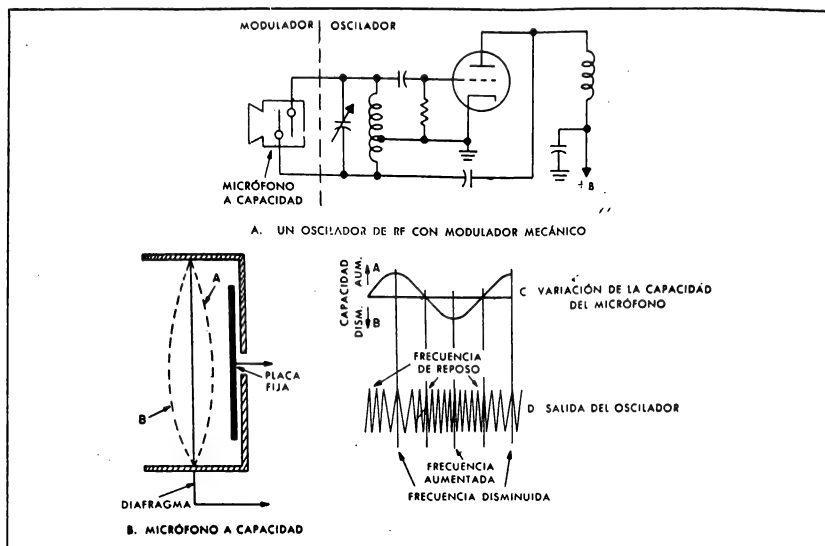 MODULADOR OSCILADOR
MICRÓFONO
A CAPACIDAD
+B
A. UN OSCILADOR DE RF CON MODULADOR MECÁNICO
A
B
PLACA
FIJA
DIAFRAGMA
B. MICRÓFONO A CAPACIDAD
CAPACIDAD
DISM. AUM.
A
B
C VARIACIÓN DE LA CAPACIDAD
DEL MICRÓFONO
FRECUENCIA
DE REPOSO
D SALIDA DEL OSCILADOR
FRECUENCIA
AUMENTADA
FRECUENCIA DISMINUIDA